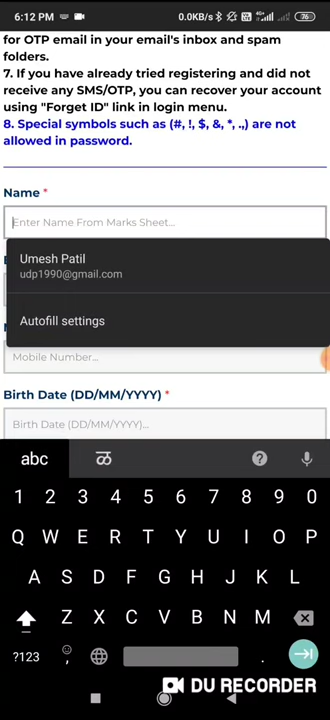 6:12 PM
0.0KB/s
4G+
76
for OTP email in your email's inbox and spam
folders.
7. If you have already tried registering and did not
receive any SMS/OTP, you can recover your account
using "Forget ID" link in login menu.
8. Special symbols such as (#, !, $, &, *, .,) are not
allowed in password.
Name *
Enter Name From Marks Sheet...
Umesh Patil
udp1990@gmail.com
Autofill settings
Mobile Number...
Birth Date (DD/MM/YYYY) *
Birth Date (DD/MM/YYYY)...
abc ?
1 2 3 4 5 6 7 8 9 0
Q W E R T Y U I O P
A S D F G H J K L
Z X C V B N M
?123 , .
DU RECORDER